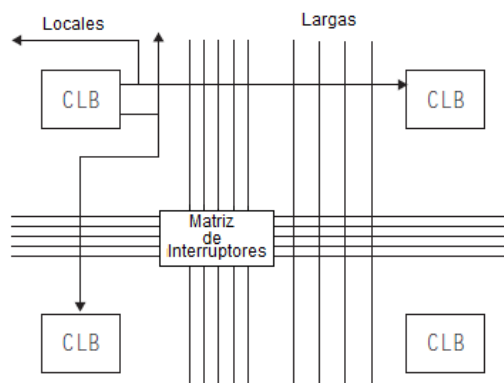 Locales
Largas
CLB
CLB
Matriz
de
Interruptores
CLB
CLB